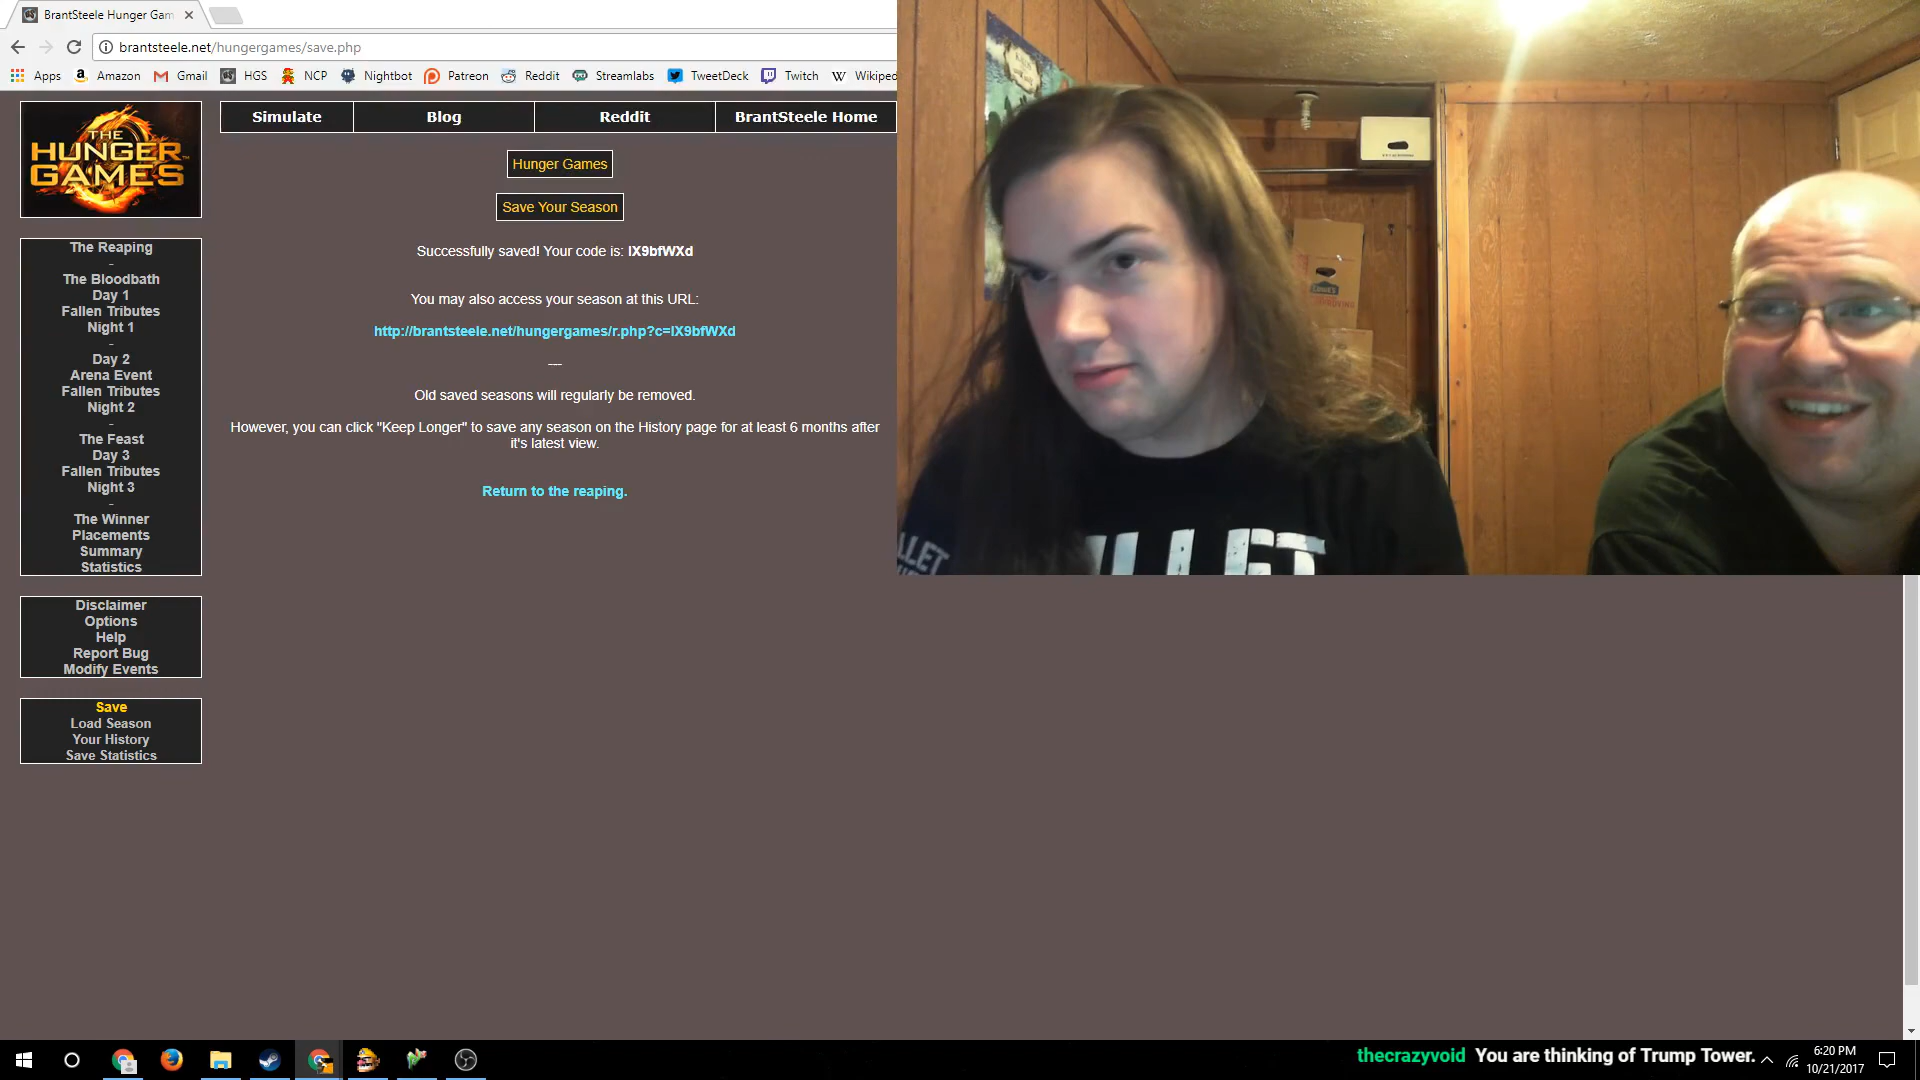 BrantSteele Hunger Gam
brantsteele.net/hungergames/save.php
Apps Amazon Gmail HGS NCP Nightbot Patreon Reddit Streamlabs TweetDeck Twitch Wikiped
THE
HUNGER
GAMES
Simulate Blog Reddit BrantSteele Home
Hunger Games
Save Your Season
Successfully saved! Your code is: IX9bfWXd
You may also access your season at this URL:
http://brantsteele.net/hungergames/r.php?c=IX9bfWXd
---
Old saved seasons will regularly be removed.
However, you can click "Keep Longer" to save any season on the History page for at least 6 months after
it's latest view.
Return to the reaping.
The Reaping
-
The Bloodbath
Day 1
Fallen Tributes
Night 1
-
Day 2
Arena Event
Fallen Tributes
Night 2
-
The Feast
Day 3
Fallen Tributes
Night 3
-
The Winner
Placements
Summary
Statistics
Disclaimer
Options
Help
Report Bug
Modify Events
Save
Load Season
Your History
Save Statistics
LOWE'S
LLET
thecrazyvoid You are thinking of Trump Tower.
6:20 PM
10/21/2017